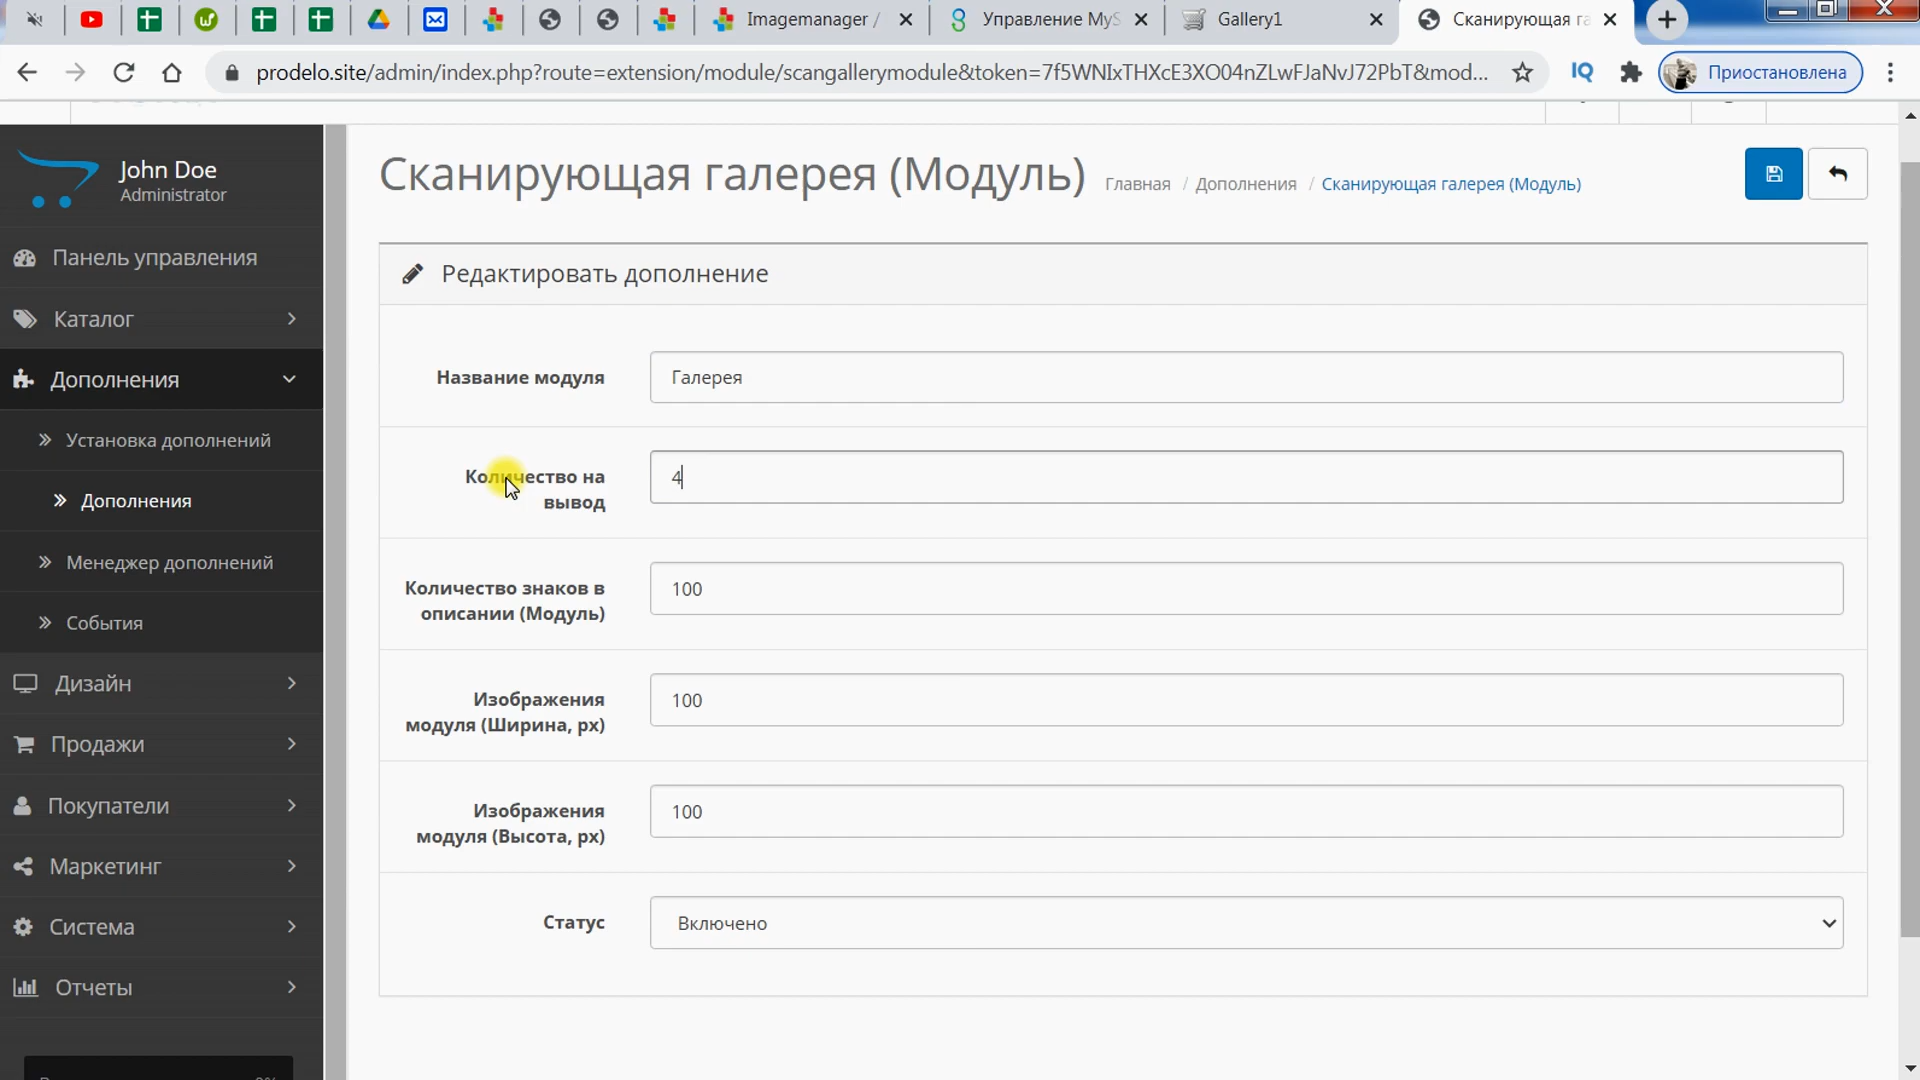 Imagemanager /
Управление MyS
Gallery1
Сканирующая га
prodelo.site/admin/index.php?route=extension/module/scangallerymodule&token=7f5WNIxTHXcE3XO04nZLwFJaNvJ72PbT&mod...
IQ
Приостановлена
John Doe
Administrator
Сканирующая галерея (Модуль)
Главная / Дополнения / Сканирующая галерея (Модуль)
Панель управления
Каталог
Дополнения
Установка дополнений
Дополнения
Менеджер дополнений
События
Дизайн
Продажи
Покупатели
Маркетинг
Система
Отчеты
Редактировать дополнение
Название модуля
Галерея
Количество на
вывод
4
Количество знаков в
описании (Модуль)
100
Изображения
модуля (Ширина, px)
100
Изображения
модуля (Высота, px)
100
Статус
Включено